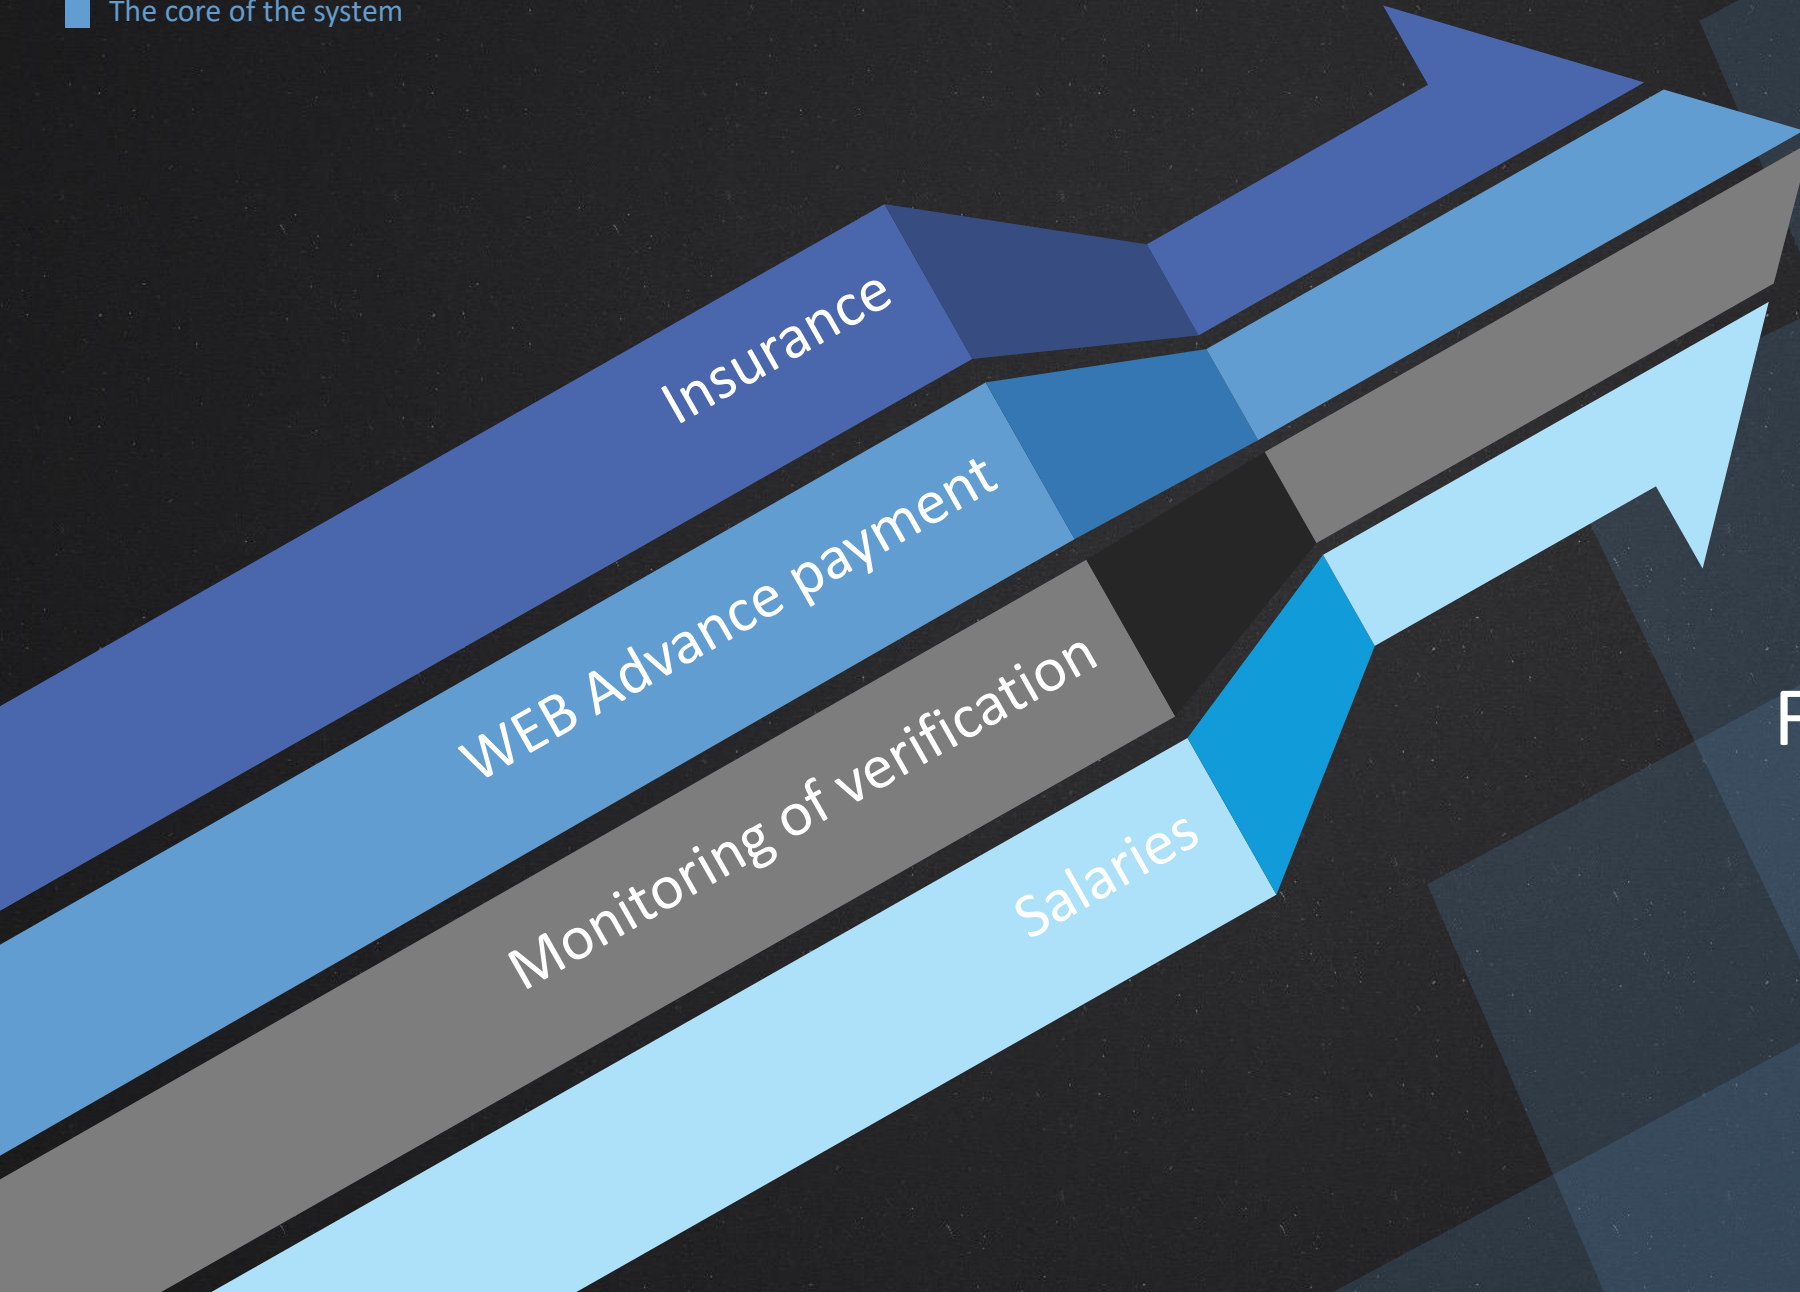 The core of the system
Insurance
WEB Advance payment
Monitoring of verification
Salaries